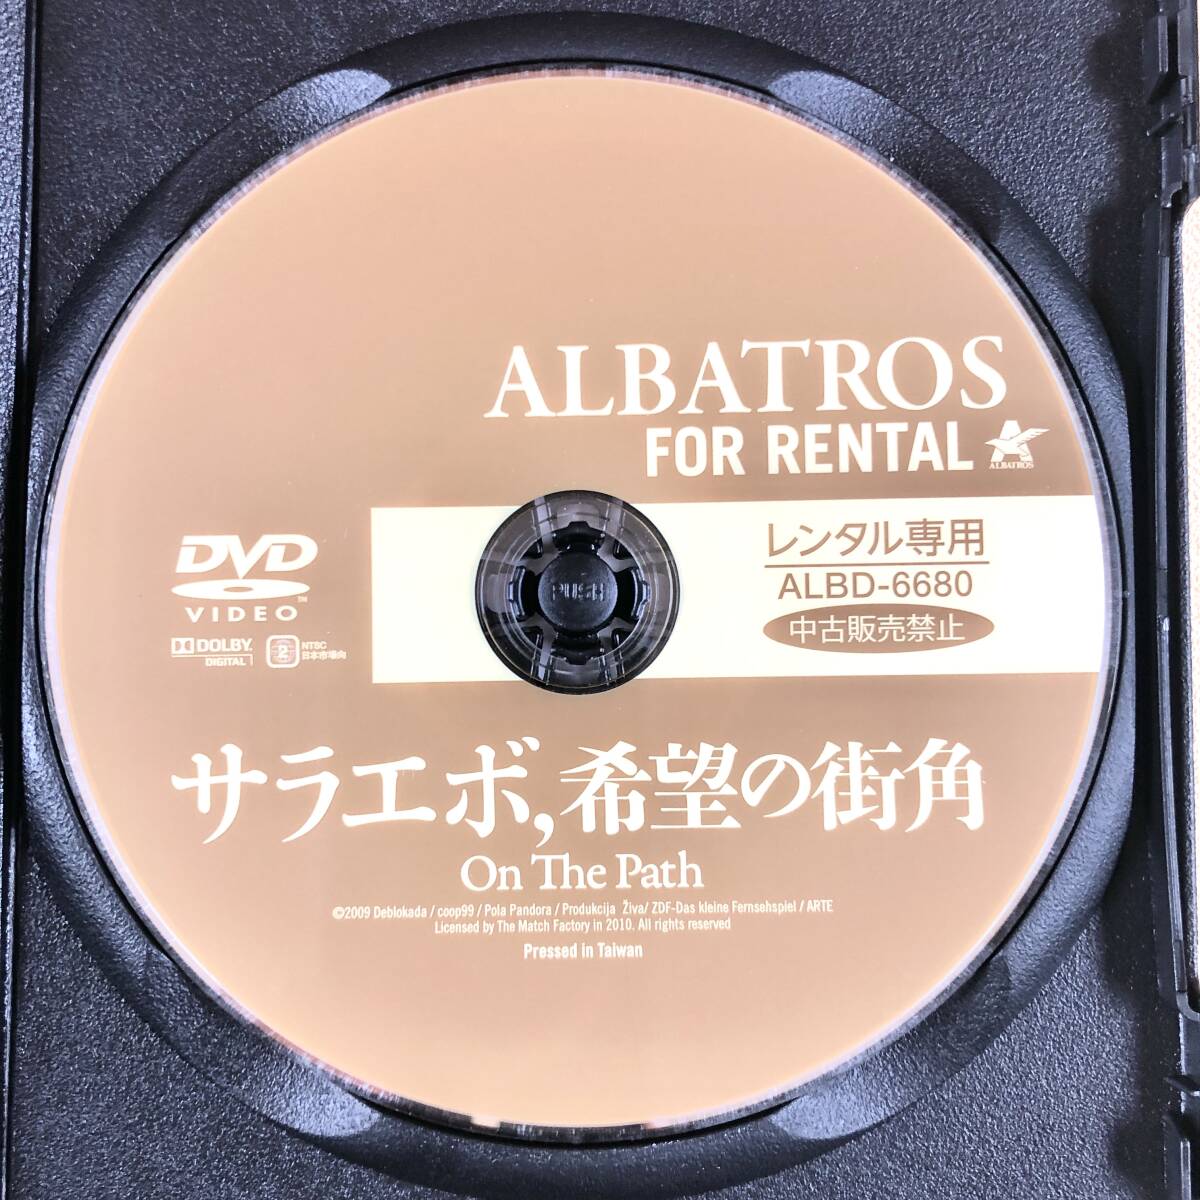 ALBATROS
FOR RENTAL
ALBATROS
DVD
VIDEO
TM
DOLBY
DIGITAL
2
NTSC
日本市場向
PUSH
レンタル専用
ALBD-6680
中古販売禁止
サラエボ,希望の街角
On The Path
©2009 Deblokada / coop99 / Pola Pandora / Produkcija Živa/ ZDF-Das kleine Fernsehspiel / ARTE
Licensed by The Match Factory in 2010. All rights reserved
Pressed in Taiwan